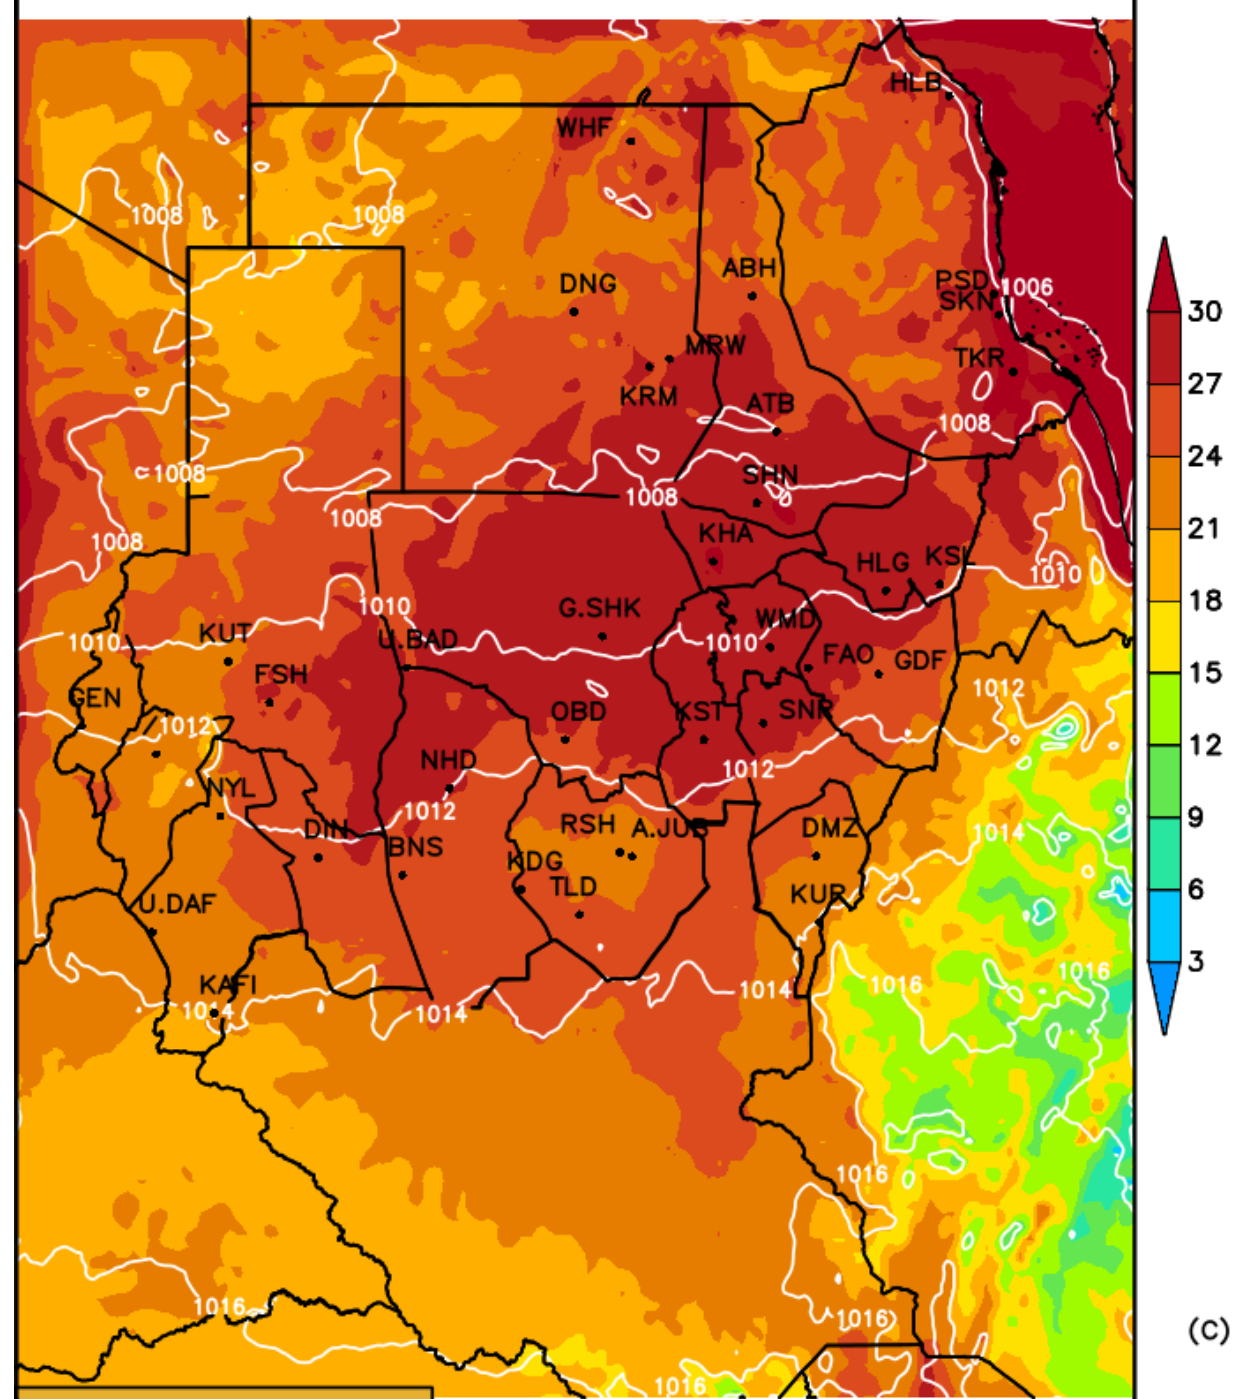 HLB
WHF
1008
1008
ABH
DNG
PSD
1006
SKN
30
MRW
TKR
27
KRM
ATB
1008
24
1008
SHN
1008
1008
21
KHA
1008
HLG
KSL
1010
18
1010
G.SHK
WMD
KUT
U.BAD
1010
1010
FAO
GDF
15
FSH
GEN
1012
OBD
KST
SNR
1012
12
NHD
1012
NYL
1012
9
RSH
A.JUB
DMZ
1014
DIN
BNS
KDG
TLD
KUR
6
U.DAF
3
1016
KAFI
1014
1016
1014
1014
1016
1016
1016
(C)
1016